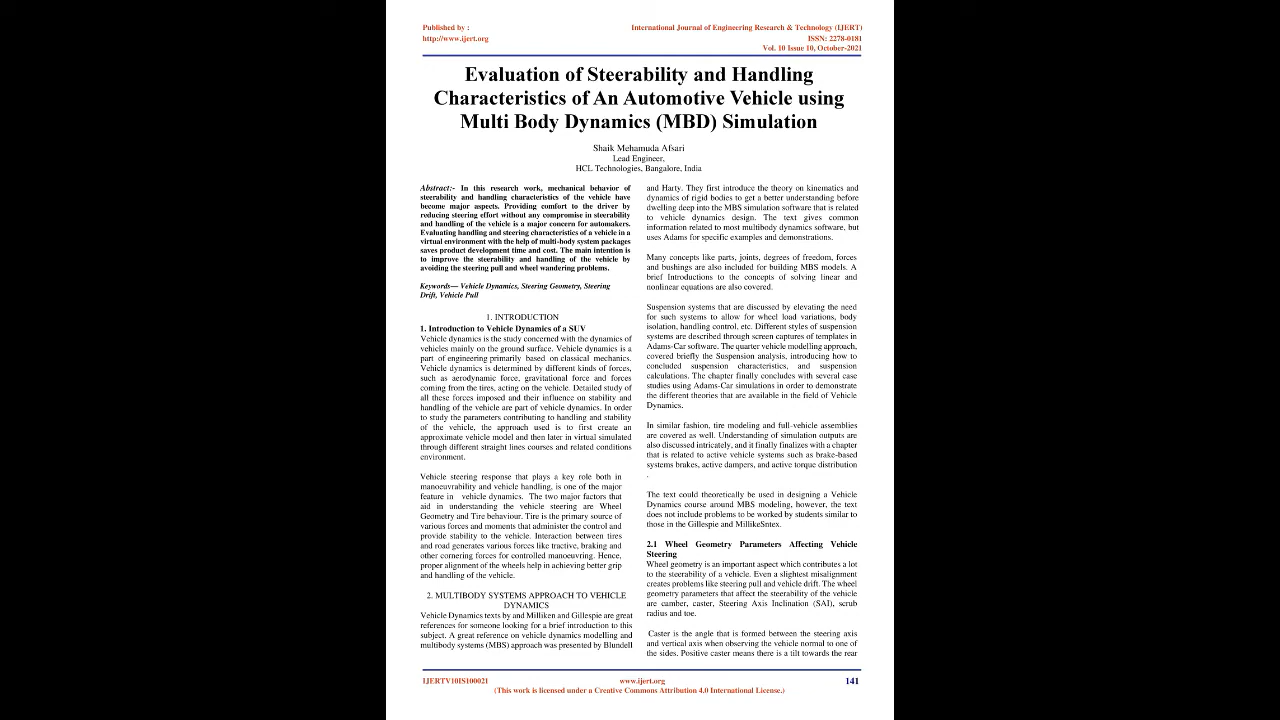 Published by :
http://www.ijert.org
International Journal of Engineering Research & Technology (IJERT)
ISSN: 2278-0181
Vol. 10 Issue 10, October-2021
Evaluation of Steerability and Handling
Characteristics of An Automotive Vehicle using
Multi Body Dynamics (MBD) Simulation
Shaik Mehamuda Afsari
Lead Engineer,
HCL Technologies, Bangalore, India
Abstract:- In this research work, mechanical behavior of
steerability and handling characteristics of the vehicle have
become major aspects. Providing comfort to the driver by
reducing steering effort without any compromise in steerability
and handling of the vehicle is a major concern for automakers.
Evaluating handling and steering characteristics of a vehicle in a
virtual environment with the help of multi-body system packages
saves product development time and cost. The main intention is
to improve the steerability and handling of the vehicle by
avoiding the steering pull and wheel wandering problems.
Keywords— Vehicle Dynamics, Steering Geometry, Steering
Drift, Vehicle Pull
1. INTRODUCTION
1. Introduction to Vehicle Dynamics of a SUV
Vehicle dynamics is the study concerned with the dynamics of
vehicles mainly on the ground surface. Vehicle dynamics is a
part of engineering primarily based on classical mechanics.
Vehicle dynamics is determined by different kinds of forces,
such as aerodynamic force, gravitational force and forces
coming from the tires, acting on the vehicle. Detailed study of
all these forces imposed and their influence on stability and
handling of the vehicle are part of vehicle dynamics. In order
to study the parameters contributing to handling and stability
of the vehicle, the approach used is to first create an
approximate vehicle model and then later in virtual simulated
through different straight lines courses and related conditions
environment.
Vehicle steering response that plays a key role both in
manoeuvrability and vehicle handling, is one of the major
feature in vehicle dynamics. The two major factors that
aid in understanding the vehicle steering are Wheel
Geometry and Tire behaviour. Tire is the primary source of
various forces and moments that administer the control and
provide stability to the vehicle. Interaction between tires
and road generates various forces like tractive, braking and
other cornering forces for controlled manoeuvring. Hence,
proper alignment of the wheels help in achieving better grip
and handling of the vehicle.
2. MULTIBODY SYSTEMS APPROACH TO VEHICLE
DYNAMICS
Vehicle Dynamics texts by and Milliken and Gillespie are great
references for someone looking for a brief introduction to this
subject. A great reference on vehicle dynamics modelling and
multibody systems (MBS) approach was presented by Blundell
and Harty. They first introduce the theory on kinematics and
dynamics of rigid bodies to get a better understanding before
dwelling deep into the MBS simulation software that is related
to vehicle dynamics design. The text gives common
information related to most multibody dynamics software, but
uses Adams for specific examples and demonstrations.
Many concepts like parts, joints, degrees of freedom, forces
and bushings are also included for building MBS models. A
brief Introductions to the concepts of solving linear and
nonlinear equations are also covered.
Suspension systems that are discussed by elevating the need
for such systems to allow for wheel load variations, body
isolation, handling control, etc. Different styles of suspension
systems are described through screen captures of templates in
Adams-Car software. The quarter vehicle modelling approach,
covered briefly the Suspension analysis, introducing how to
concluded suspension characteristics, and suspension
calculations. The chapter finally concludes with several case
studies using Adams-Car simulations in order to demonstrate
the different theories that are available in the field of Vehicle
Dynamics.
In similar fashion, tire modeling and full-vehicle assemblies
are covered as well. Understanding of simulation outputs are
also discussed intricately, and it finally finalizes with a chapter
that is related to active vehicle systems such as brake-based
systems brakes, active dampers, and active torque distribution
.
The text could theoretically be used in designing a Vehicle
Dynamics course around MBS modeling, however, the text
does not include problems to be worked by students similar to
those in the Gillespie and MillikeSntex.
2.1 Wheel Geometry Parameters Affecting Vehicle
Steering
Wheel geometry is an important aspect which contributes a lot
to the steerability of a vehicle. Even a slightest misalignment
creates problems like steering pull and vehicle drift. The wheel
geometry parameters that affect the steerability of the vehicle
are camber, caster, Steering Axis Inclination (SAI), scrub
radius and toe.
Caster is the angle that is formed between the steering axis
and vertical axis when observing the vehicle normal to one of
the sides. Positive caster means there is a tilt towards the rear
IJERTV10IS100021
www.ijert.org
141
(This work is licensed under a Creative Commons Attribution 4.0 International License.)